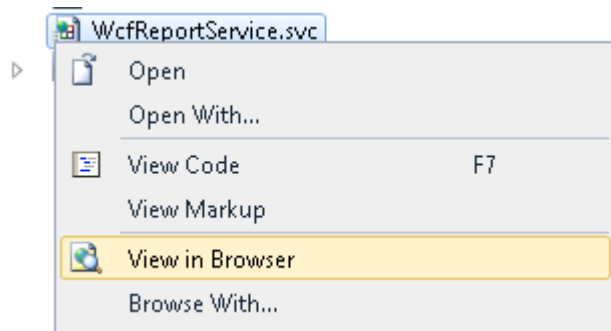 WcfReportService.svc
Open
Open With...
View Code F7
View Markup
View in Browser
Browse With...